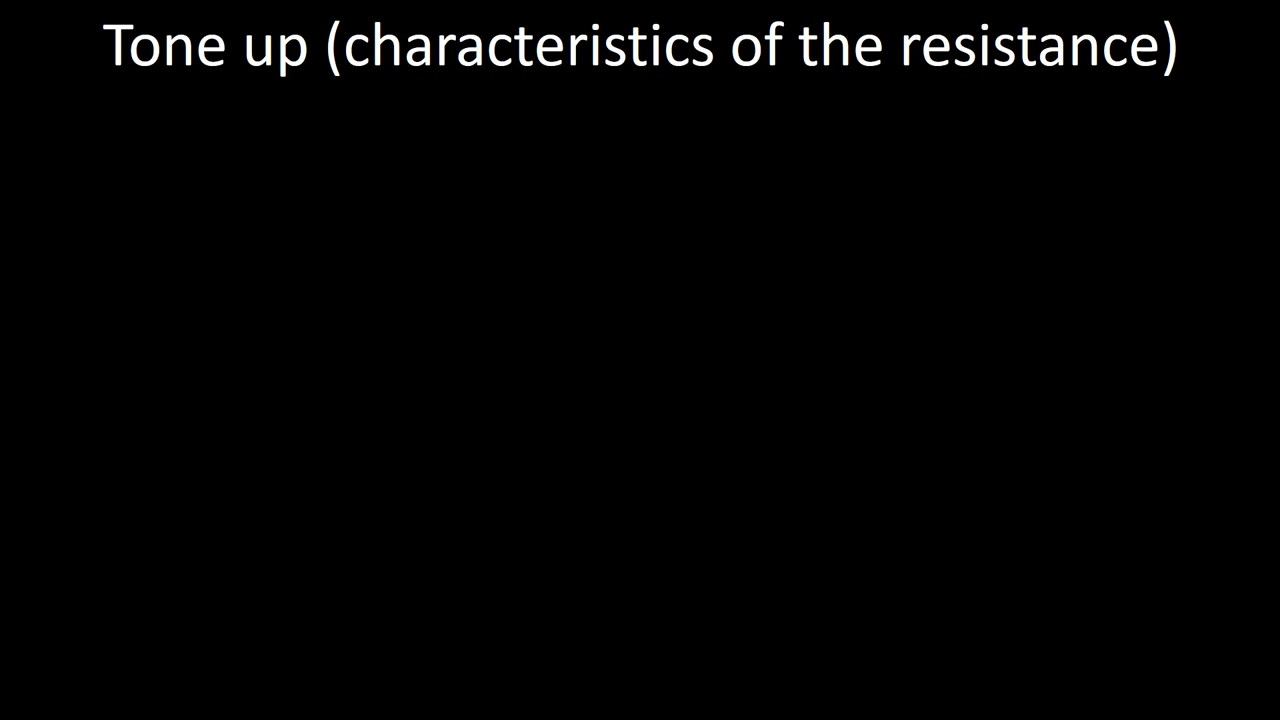 Tone up (characteristics of the resistance)